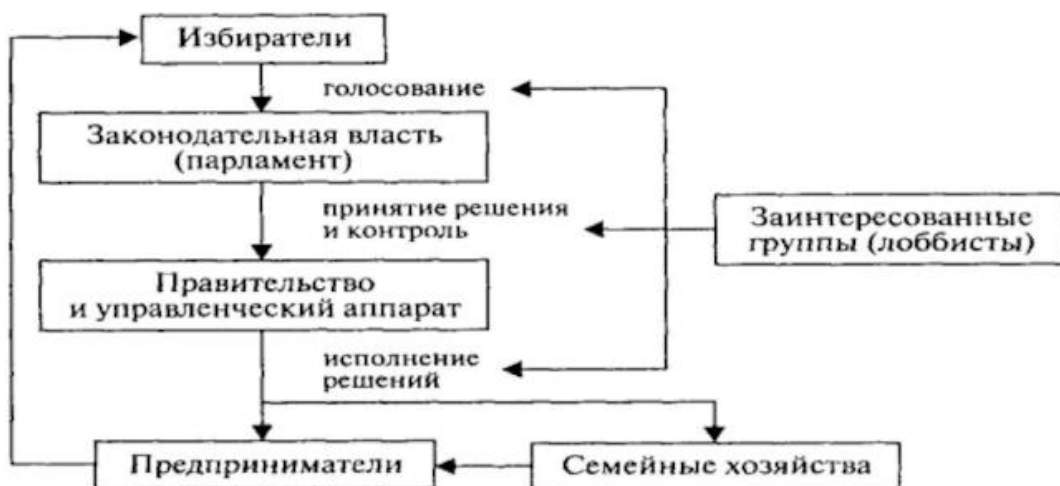 Избиратели
голосование
Законодательная власть
(парламент)
принятие решения
и контроль
Заинтересованные
группы (лоббисты)
Правительство
и управленческий аппарат
исполнение
решений
Предприниматели
Семейные хозяйства